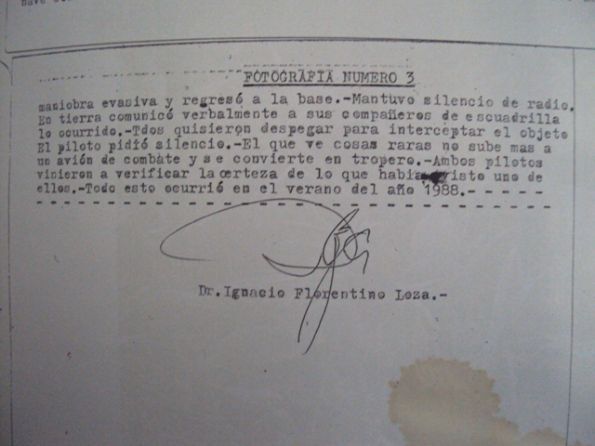 FOTOGRAFIA NUMERO 3
maniobra evasiva y regresó a la base.-Mantuvo silencio de radio.
En tierra comunicó verbalmente a sus compañeros de escuadrilla
lo ocurrido.-Tdos quisieron despegar para interceptar el objeto
El piloto pidió silencio.-El que ve cosas raras no sube mas a
un avión de combate y se convierte en tropero.-Ambos pilotos
vinieron a verificar la certeza de lo que había visto uno de
ellos.-Todo esto ocurrió en el verano del año 1988.- - - - - -
Dr.Ignacio Florentino Loza.-